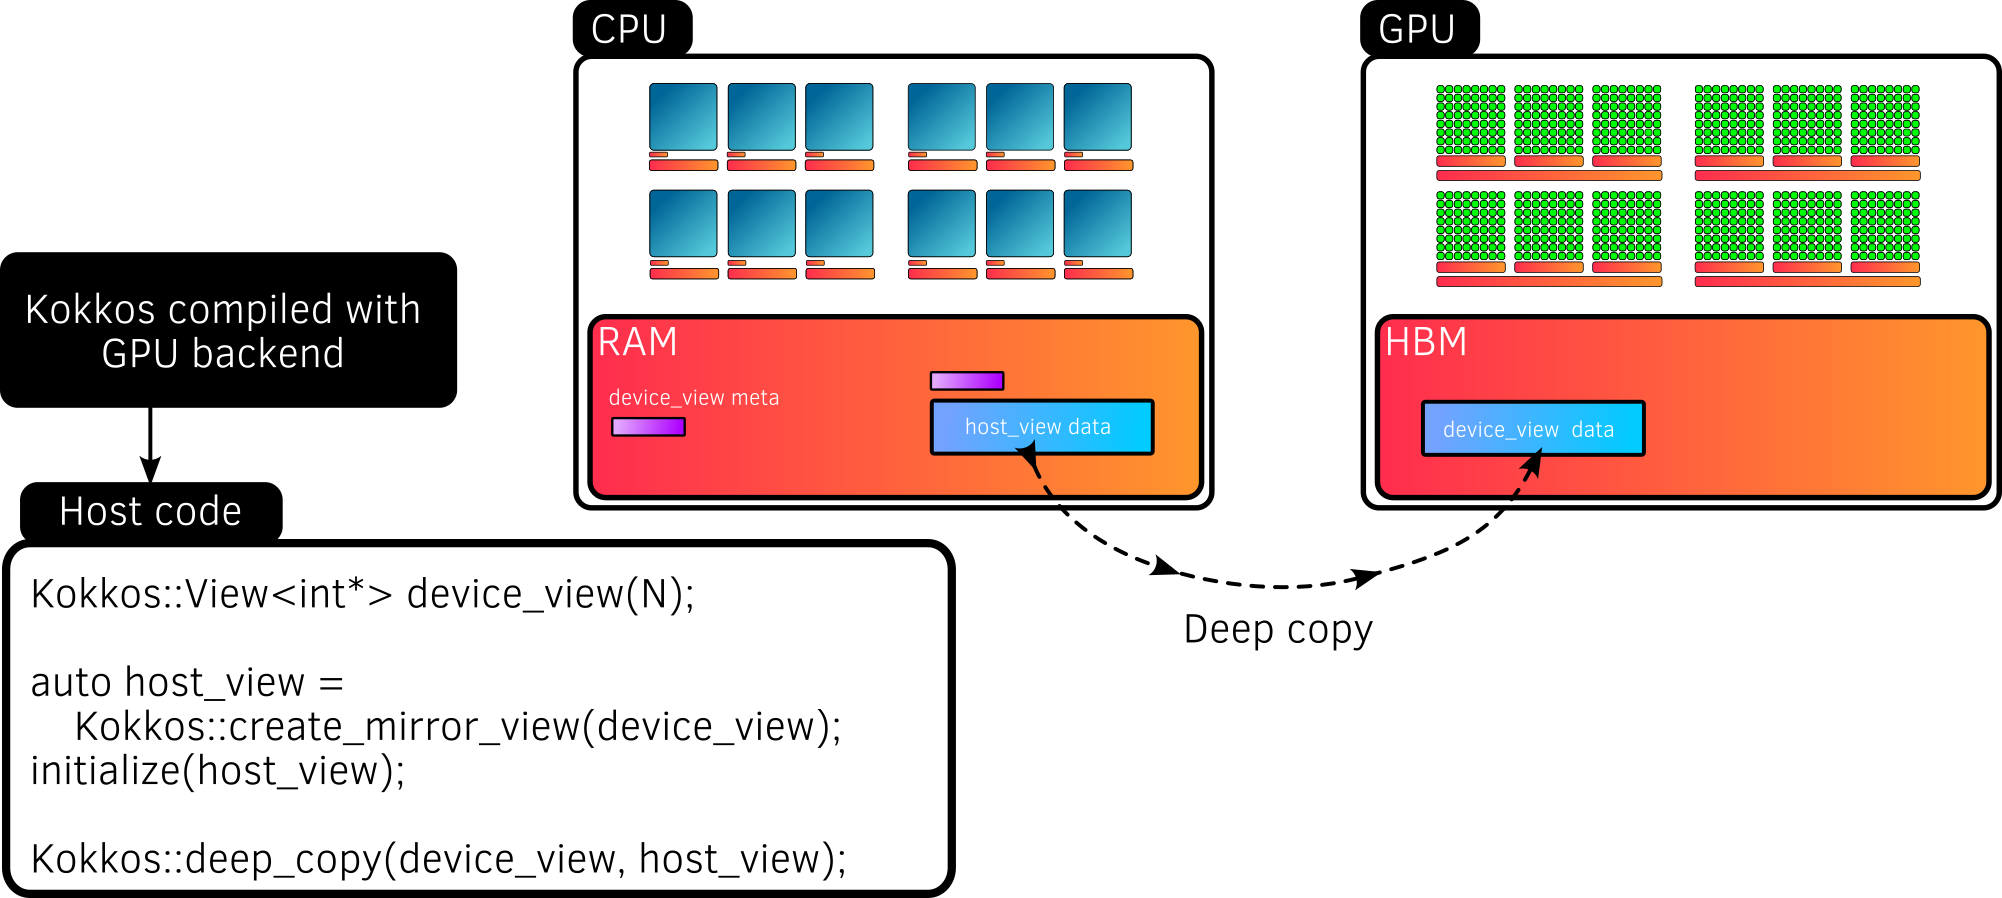 CPU
GPU
RAM
device_view meta
host_view data
HBM
device_view  data
Deep copy
Kokkos compiled with
GPU backend
Host code
Kokkos::View<int*> device_view(N);
auto host_view =
Kokkos::create_mirror_view(device_view);
initialize(host_view);
Kokkos::deep_copy(device_view, host_view);